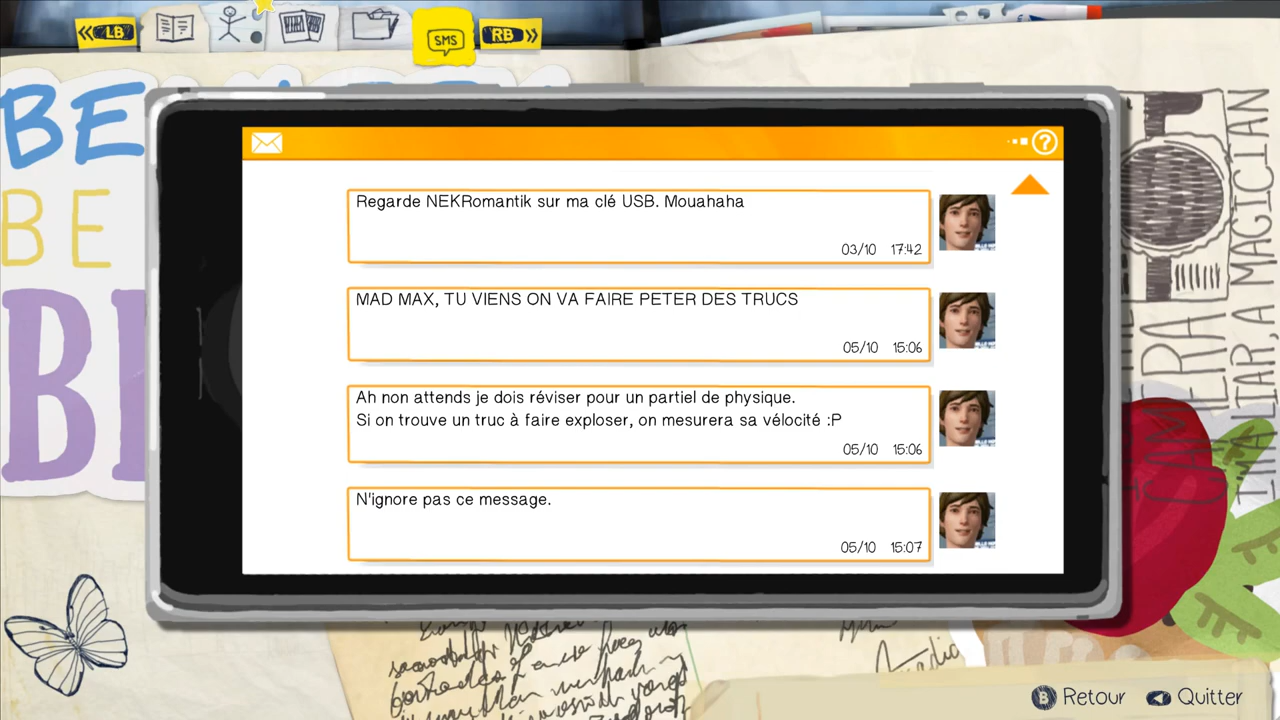 LB
SMS
RB
BE
BE
Regarde NEKRomantik sur ma clé USB. Mouahaha
03/10 17:42
MAD MAX, TU VIENS ON VA FAIRE PETER DES TRUCS
05/10 15:06
Ah non attends je dois réviser pour un partiel de physique.
Si on trouve un truc à faire exploser, on mesurera sa vélocité :P
05/10 15:06
N'ignore pas ce message.
05/10 15:07
LIAR, A MAGICIAN
B Retour
Quitter